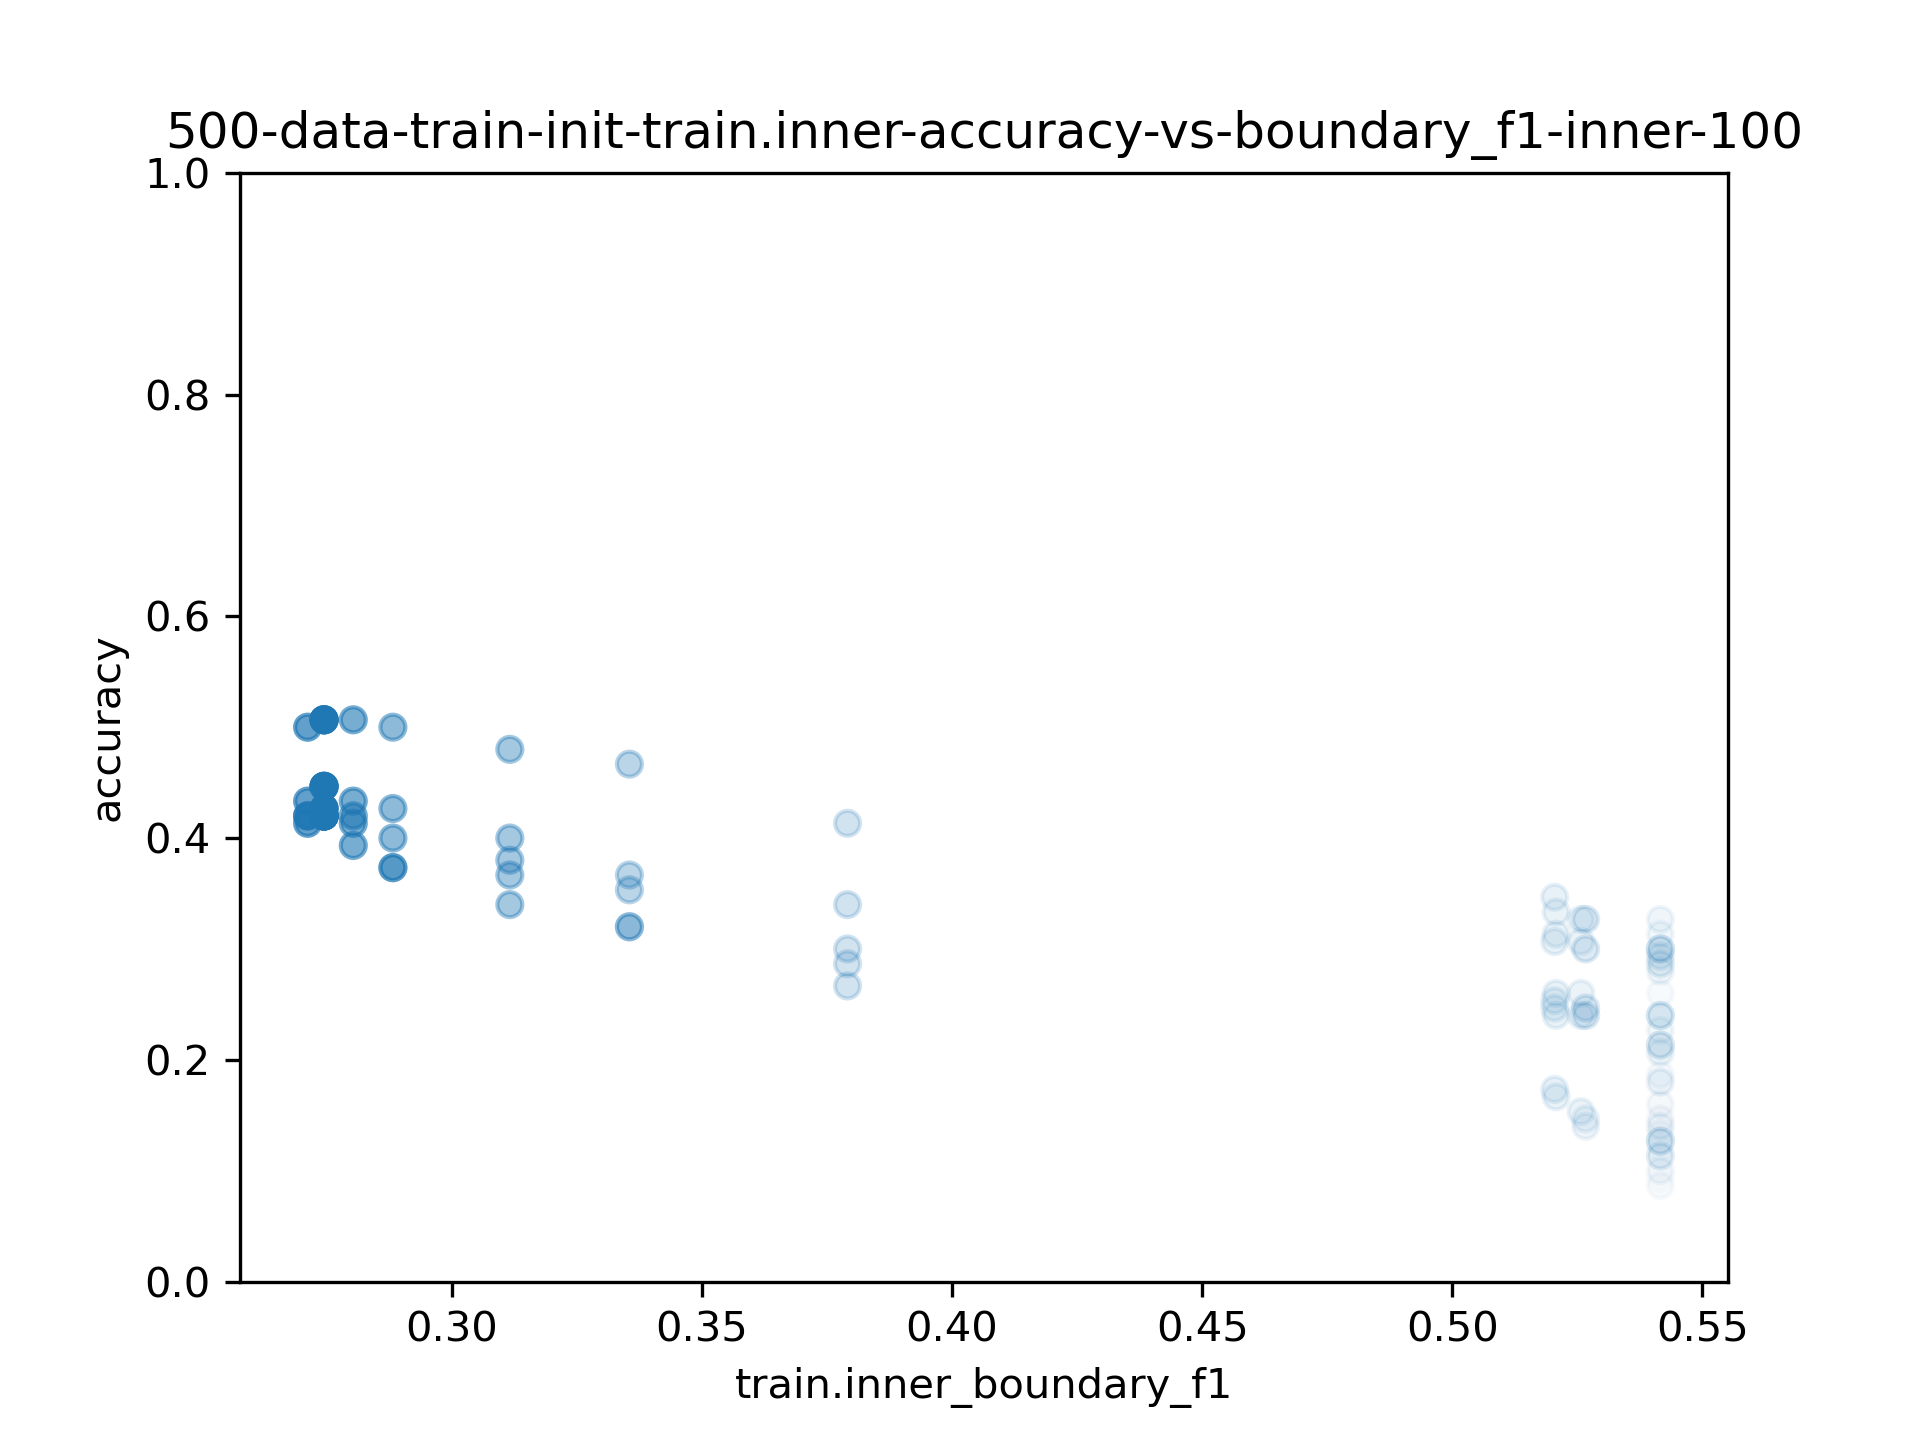 500-data-train-init-train.inner-accuracy-vs-boundary_f1-inner-100
1.0
0.8
0.6
0.4
0.2
0.0
accuracy
0.30 0.35 0.40 0.45 0.50 0.55
train.inner_boundary_f1